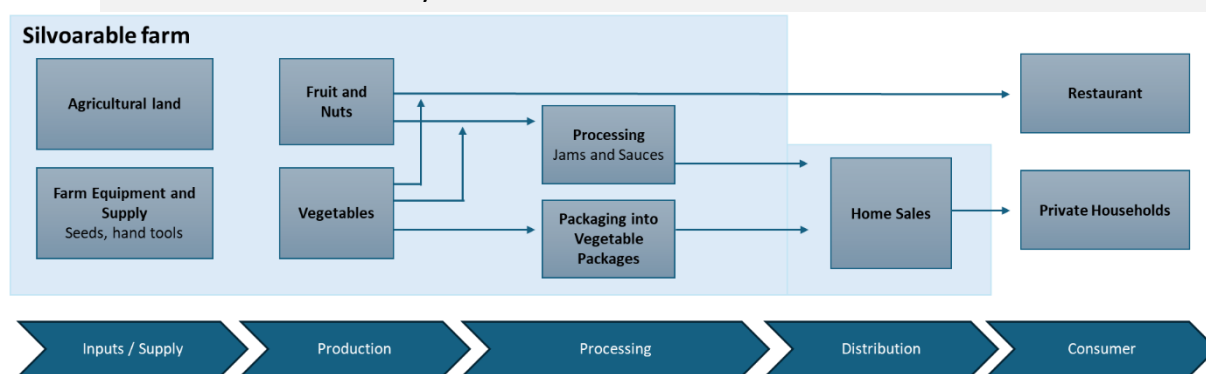 Silvoarable farm
Agricultural land
Farm Equipment and
Supply
Seeds, hand tools
Fruit and
Nuts
Vegetables
Processing
Jams and Sauces
Packaging into
Vegetable
Packages
Home Sales
Restaurant
Private Households
Inputs / Supply
Production
Processing
Distribution
Consumer